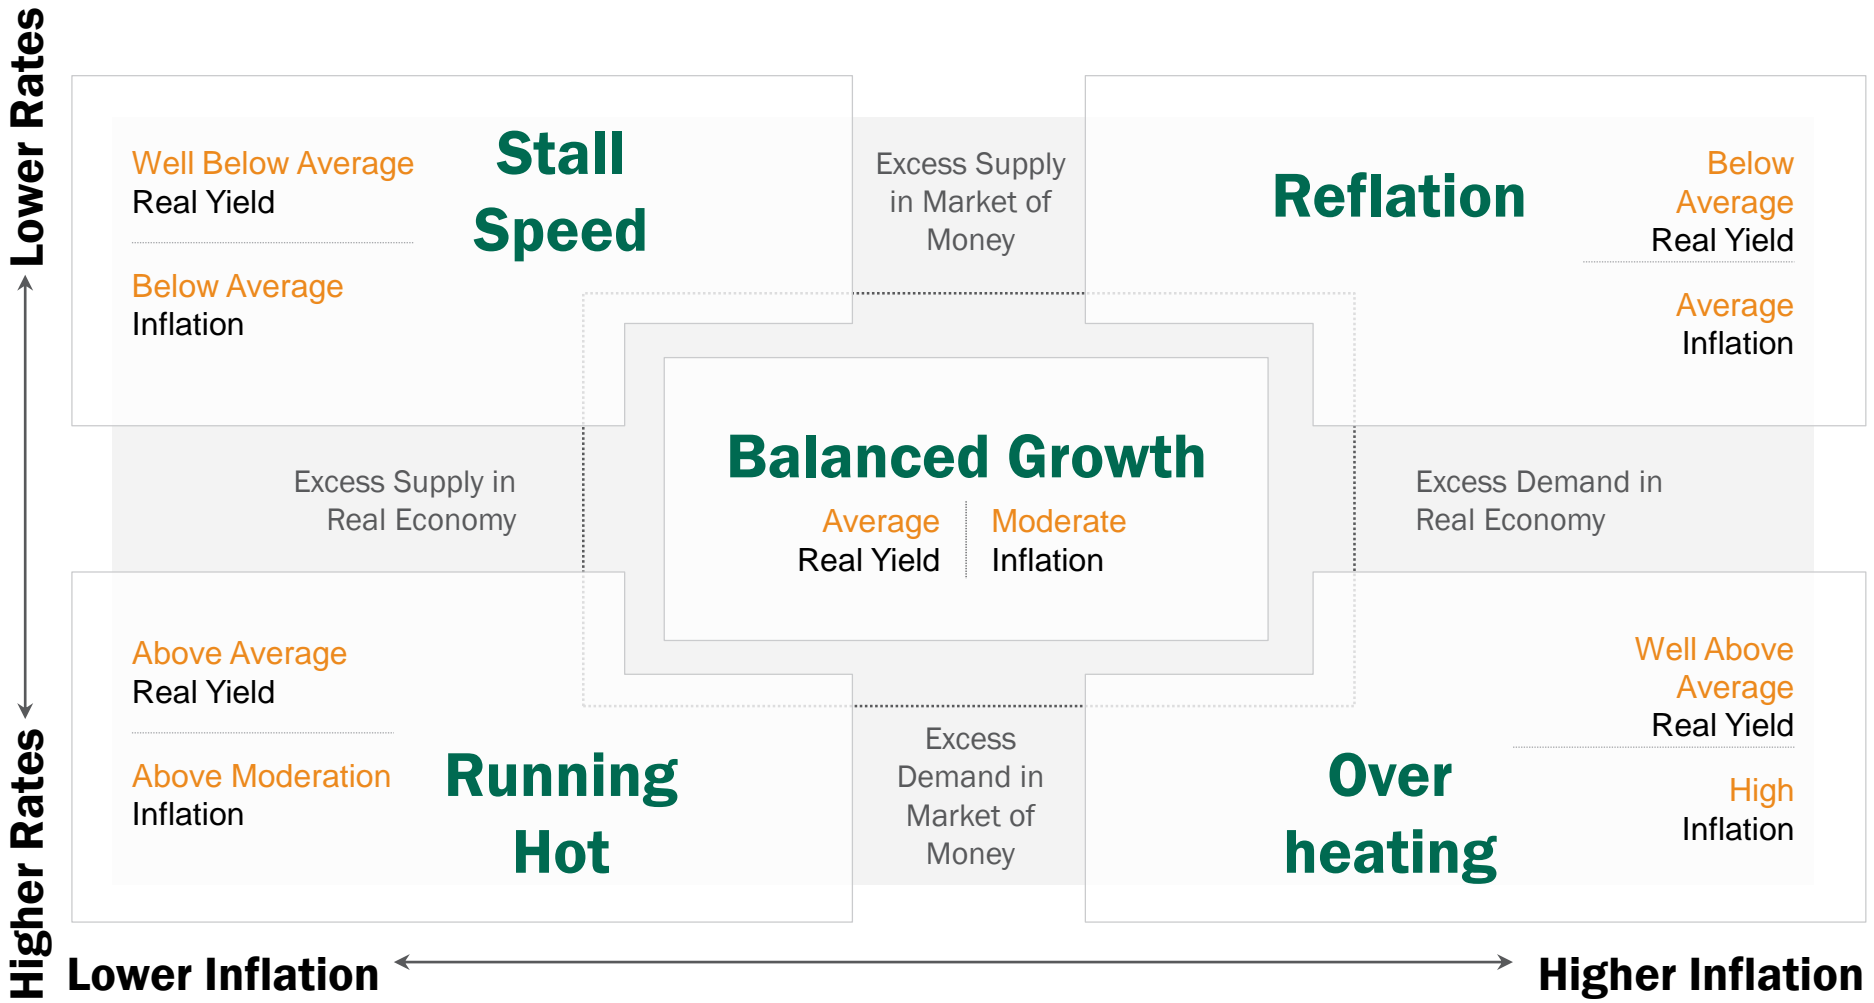 Lower Rates
Higher Rates
Well Below Average
Real Yield
Below Average
Inflation
Stall
Speed
Excess Supply
in Market of
Money
Reflation
Below
Average
Real Yield
Average
Inflation
Excess Supply in
Real Economy
Balanced Growth
Average
Real Yield
Moderate
Inflation
Excess Demand in
Real Economy
Above Average
Real Yield
Above Moderation
Inflation
Running
Hot
Excess
Demand in
Market of
Money
Over
heating
Well Above
Average
Real Yield
High
Inflation
Lower Inflation
Higher Inflation